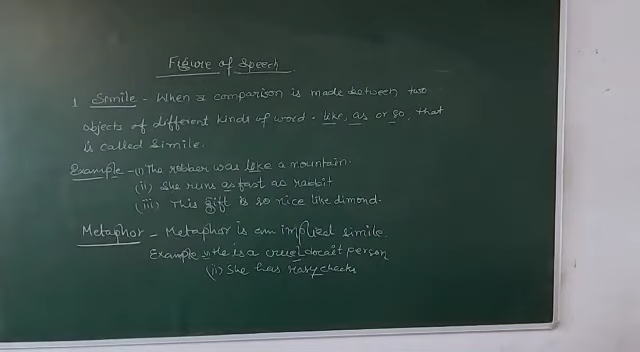 Figure of speech
1 Simile - When a comparison is made between two
objects of different kinds of word - like, as or so, that
is called simile.
Example - (i) The robber was like a mountain.
(ii) She runs as fast as rabbit
(iii) This gift is so nice like dimond.
Metaphor - Metaphor is an implied simile.
Example (i) He is a cruel person
(ii) She has rosy cheeks